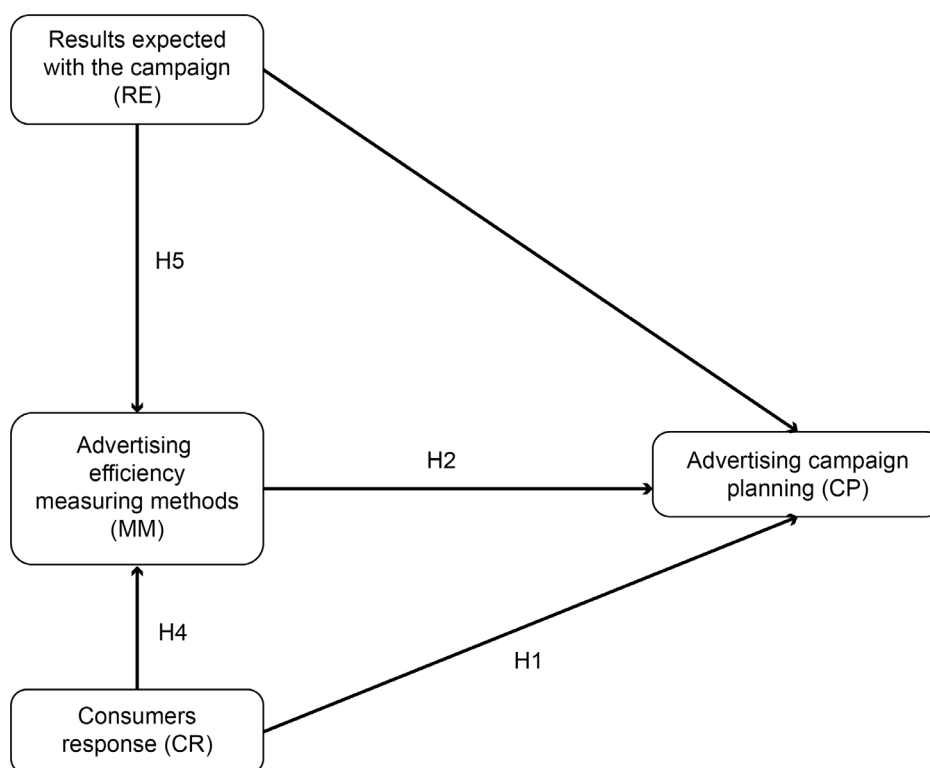 Results expected
with the campaign
(RE)
H5
Advertising
efficiency
measuring methods
(MM)
H2
Advertising campaign
planning (CP)
H4
H1
Consumers
response (CR)